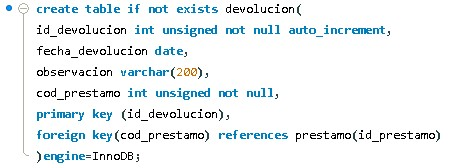 create table if not exists devolucion(
id_devolucion int unsigned not null auto_increment,
fecha_devolucion date,
observacion varchar(200),
cod_prestamo int unsigned not null,
primary key (id_devolucion),
foreign key(cod_prestamo) references prestamo(id_prestamo)
)engine=InnoDB;